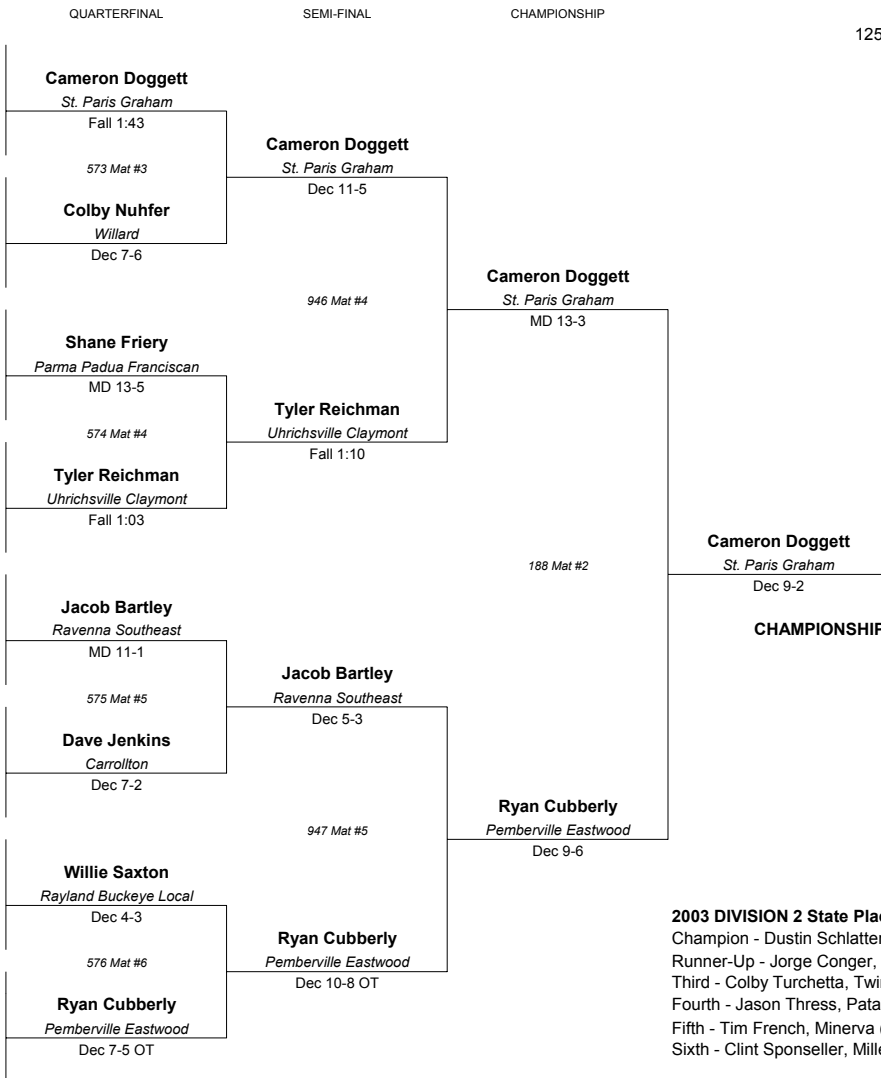 QUARTERFINAL SEMI-FINAL CHAMPIONSHIP
125
Cameron Doggett
St. Paris Graham
Fall 1:43
573 Mat #3
Colby Nuhfer
Willard
Dec 7-6
Shane Friery
Parma Padua Franciscan
MD 13-5
574 Mat #4
Tyler Reichman
Uhrichsville Claymont
Fall 1:03
Jacob Bartley
Ravenna Southeast
MD 11-1
575 Mat #5
Dave Jenkins
Carrollton
Dec 7-2
Willie Saxton
Rayland Buckeye Local
Dec 4-3
576 Mat #6
Ryan Cubberly
Pemberville Eastwood
Dec 7-5 OT
Cameron Doggett
St. Paris Graham
Dec 11-5
946 Mat #4
Tyler Reichman
Uhrichsville Claymont
Fall 1:10
Jacob Bartley
Ravenna Southeast
Dec 5-3
947 Mat #5
Ryan Cubberly
Pemberville Eastwood
Dec 10-8 OT
Cameron Doggett
St. Paris Graham
MD 13-3
188 Mat #2
Ryan Cubberly
Pemberville Eastwood
Dec 9-6
Cameron Doggett
St. Paris Graham
Dec 9-2
CHAMPIONSHIP
2003 DIVISION 2 State Pla
Champion - Dustin Schlatter
Runner-Up - Jorge Conger,
Third - Colby Turchetta, Twi
Fourth - Jason Thress, Pata
Fifth - Tim French, Minerva
Sixth - Clint Sponseller, Mille